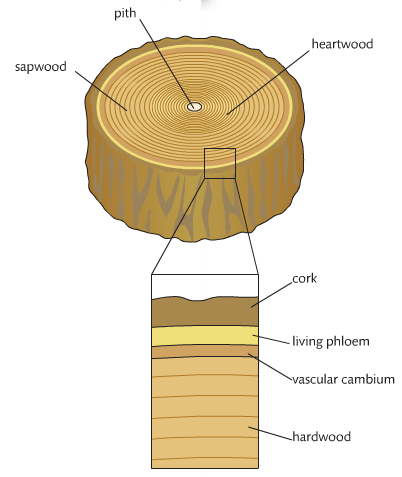 pith
heartwood
sapwood
cork
living phloem
vascular cambium
hardwood